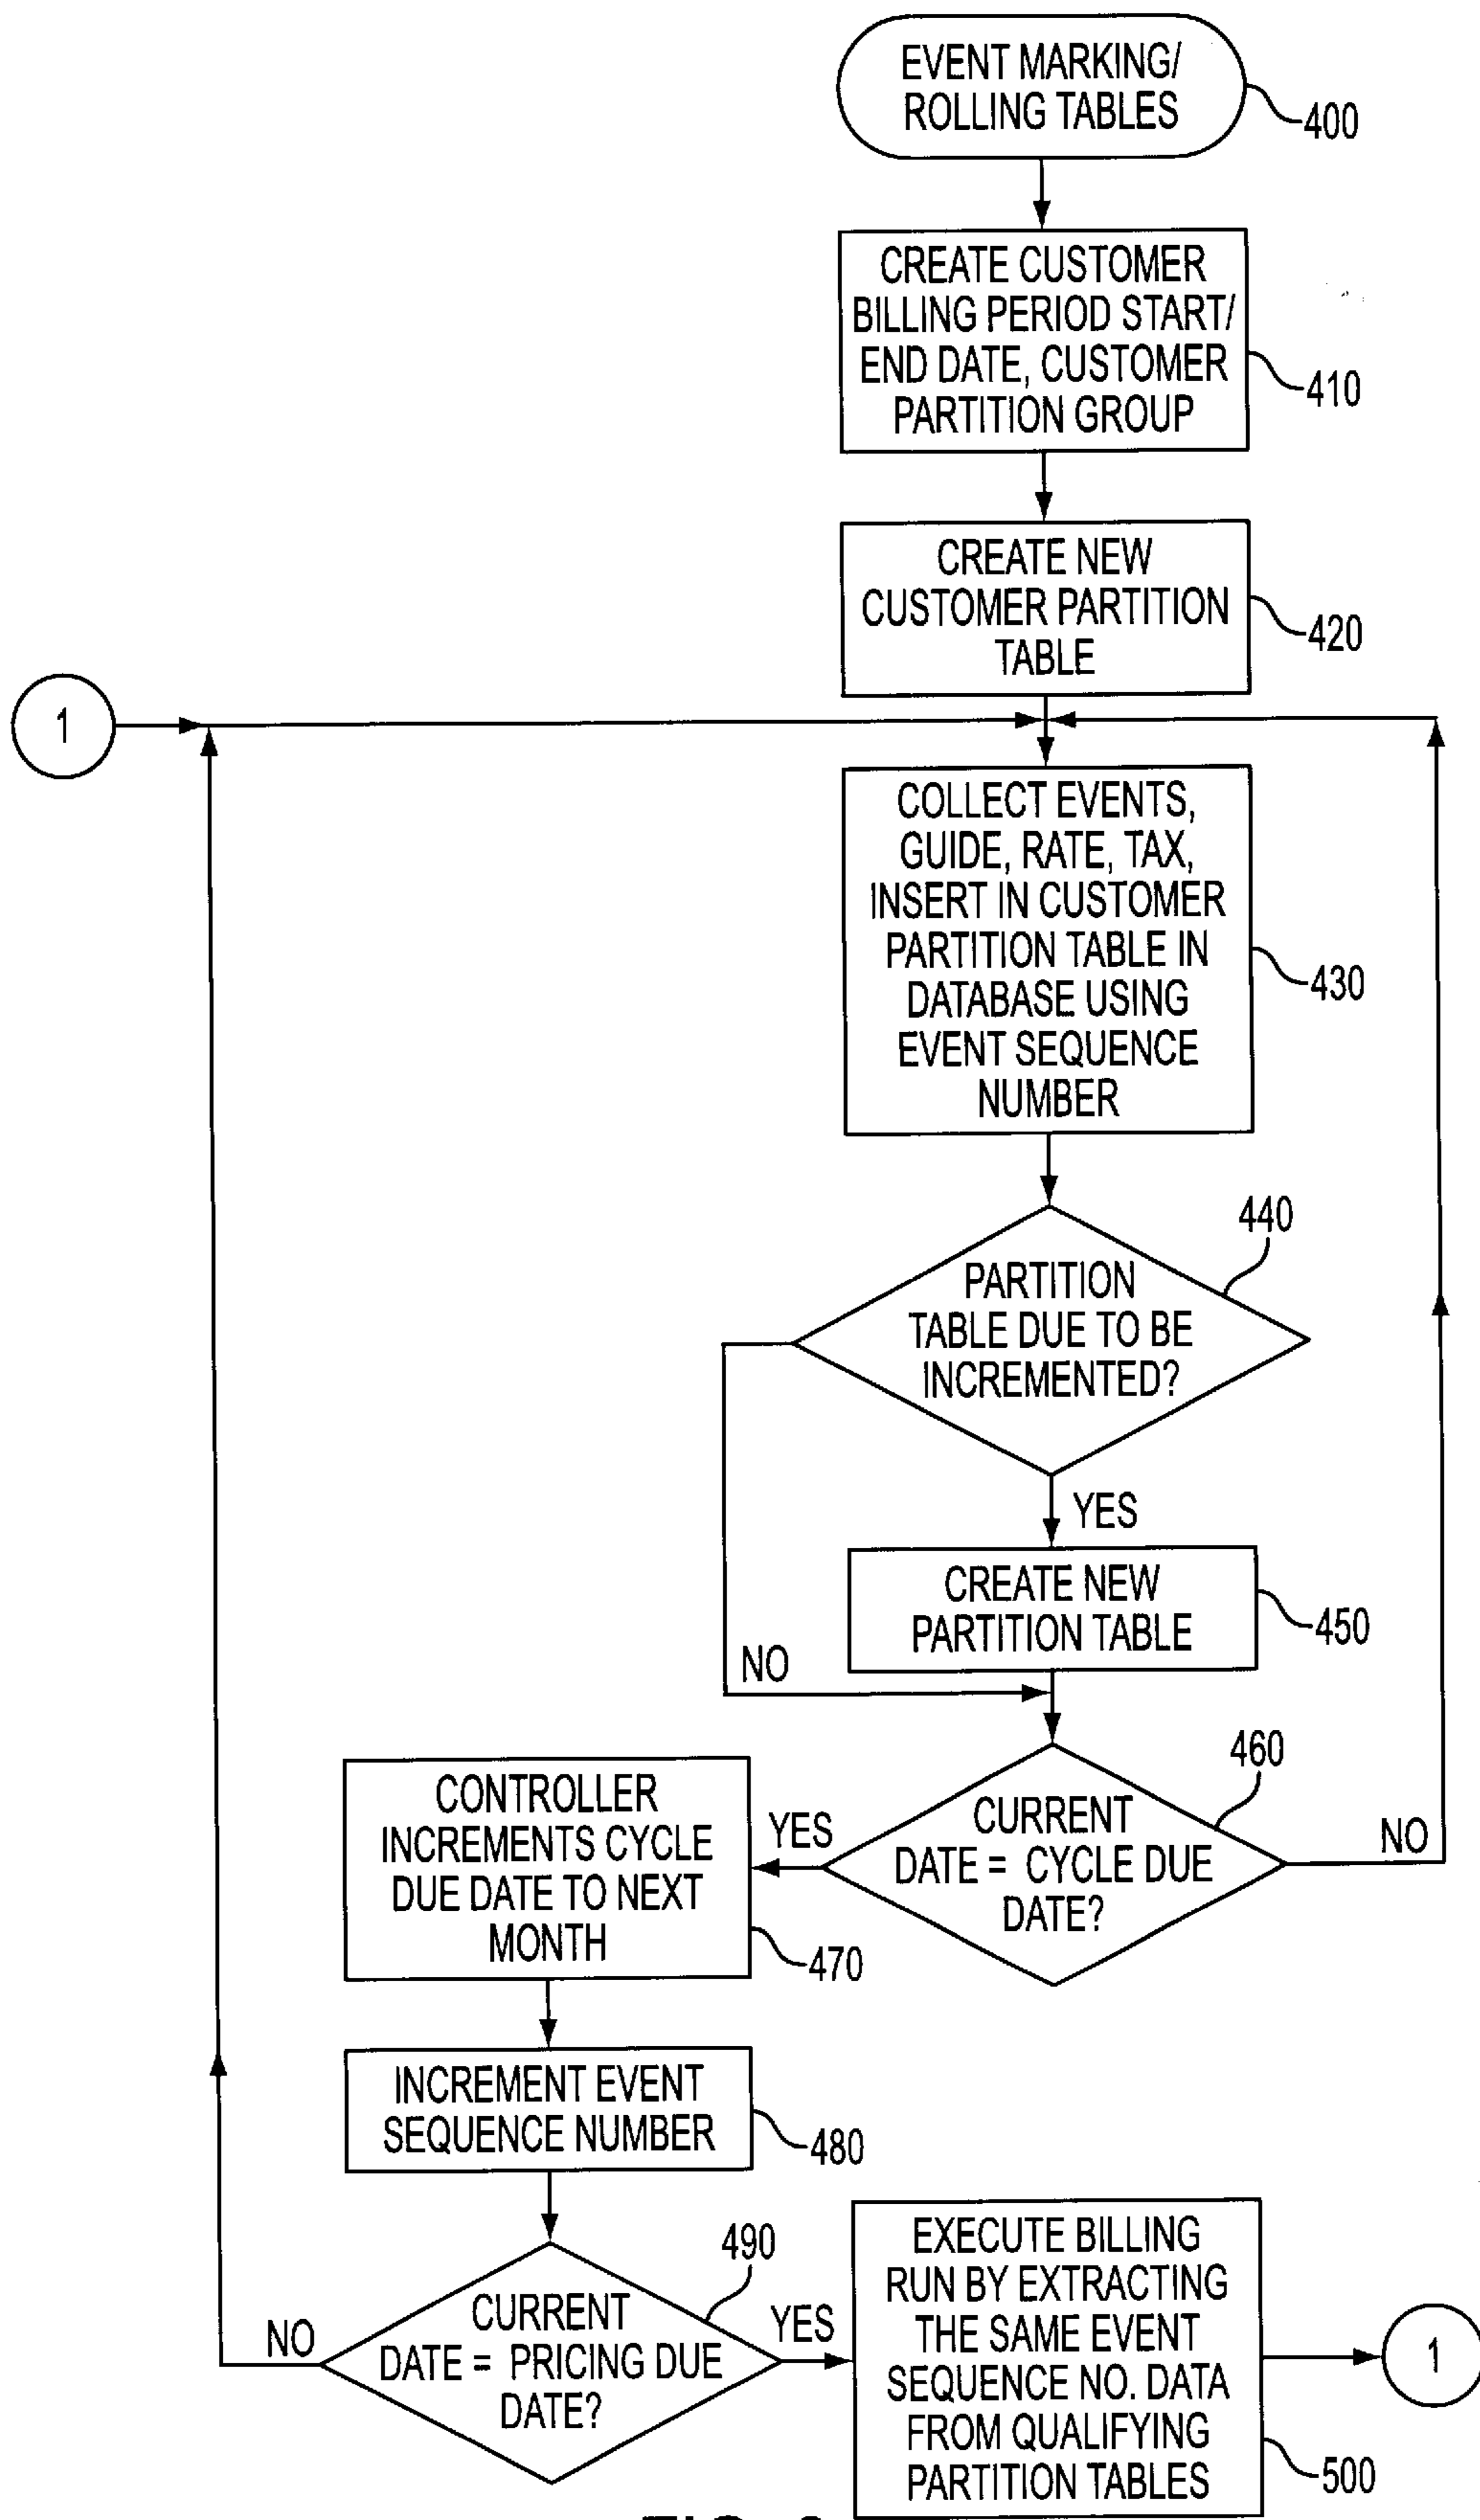 EVENT MARKING/
ROLLING TABLES
400
CREATE CUSTOMER
BILLING PERIOD START/
END DATE, CUSTOMER
PARTITION GROUP
410
CREATE NEW
CUSTOMER PARTITION
TABLE
420
1
COLLECT EVENTS,
GUIDE, RATE, TAX,
INSERT IN CUSTOMER
PARTITION TABLE IN
DATABASE USING
EVENT SEQUENCE
NUMBER
430
440
PARTITION
TABLE DUE TO BE
INCREMENTED?
YES
CREATE NEW
PARTITION TABLE
450
NO
460
CURRENT
DATE = CYCLE DUE
DATE?
YES
NO
CONTROLLER
INCREMENTS CYCLE
DUE DATE TO NEXT
MONTH
470
INCREMENT EVENT
SEQUENCE NUMBER
480
490
CURRENT
DATE = PRICING DUE
DATE?
NO
YES
EXECUTE BILLING
RUN BY EXTRACTING
THE SAME EVENT
SEQUENCE NO. DATA
FROM QUALIFYING
PARTITION TABLES
500
1